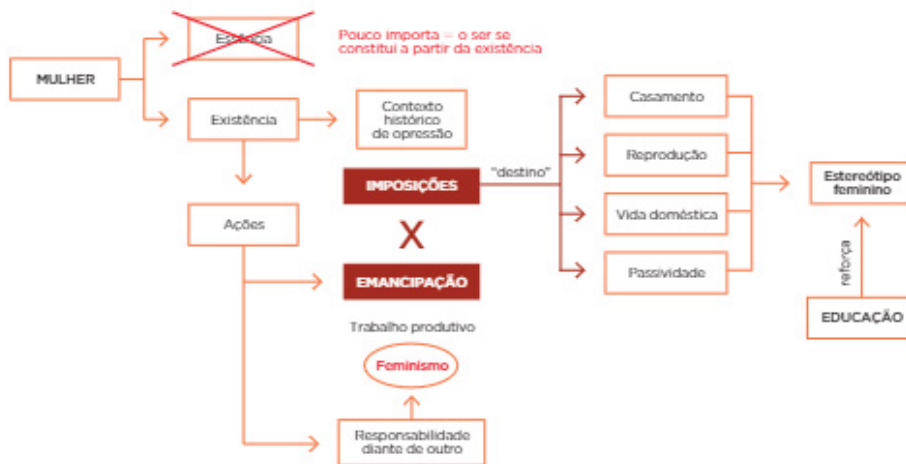 Essência
Pouco importa – o ser se
constitui a partir da existência
MULHER
Existência
Contexto
histórico
de opressão
Casamento
Reprodução
IMPOSIÇÕES
"destino"
Estereótipo
feminino
Ações
X
Vida doméstica
EMANCIPAÇÃO
Passividade
reforça
Trabalho produtivo
EDUCAÇÃO
Feminismo
Responsabilidade
diante de outro